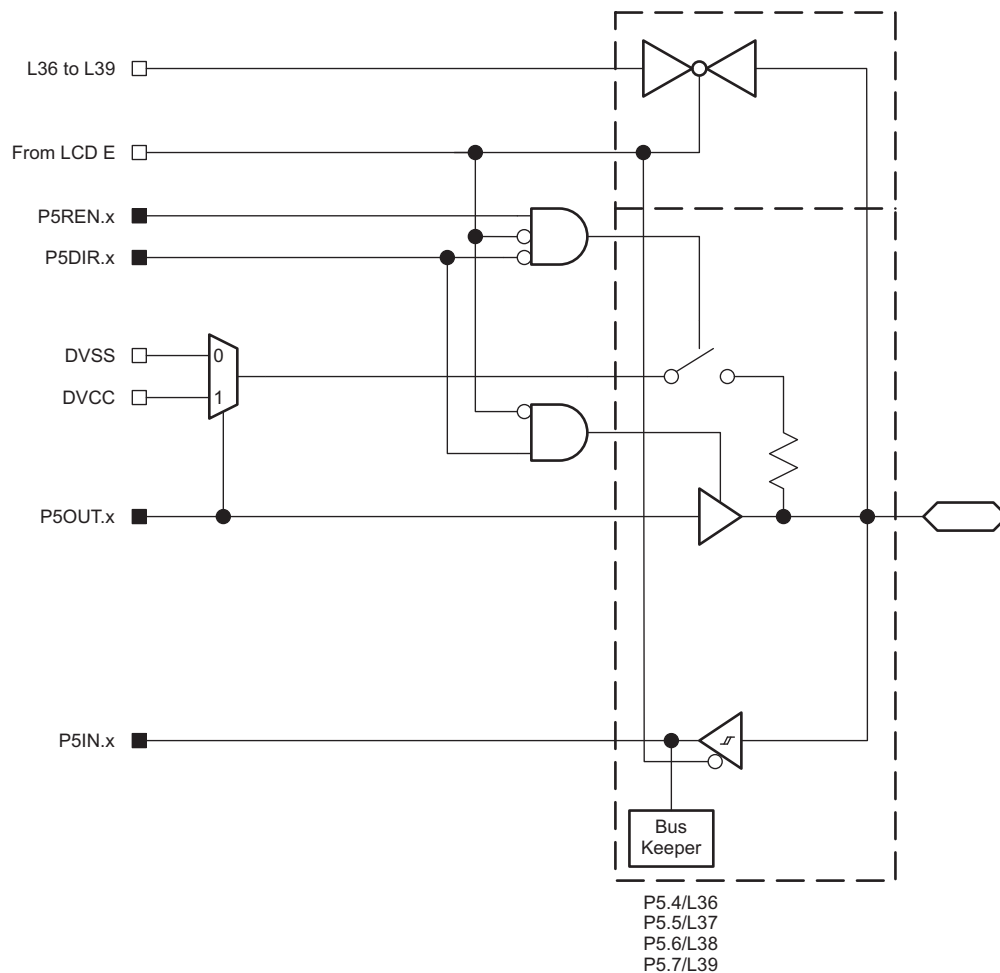 L36 to L39
From LCD E
P5REN.x
P5DIR.x
DVSS
0
DVCC
1
P5OUT.x
P5IN.x
Bus
Keeper
P5.4/L36
P5.5/L37
P5.6/L38
P5.7/L39